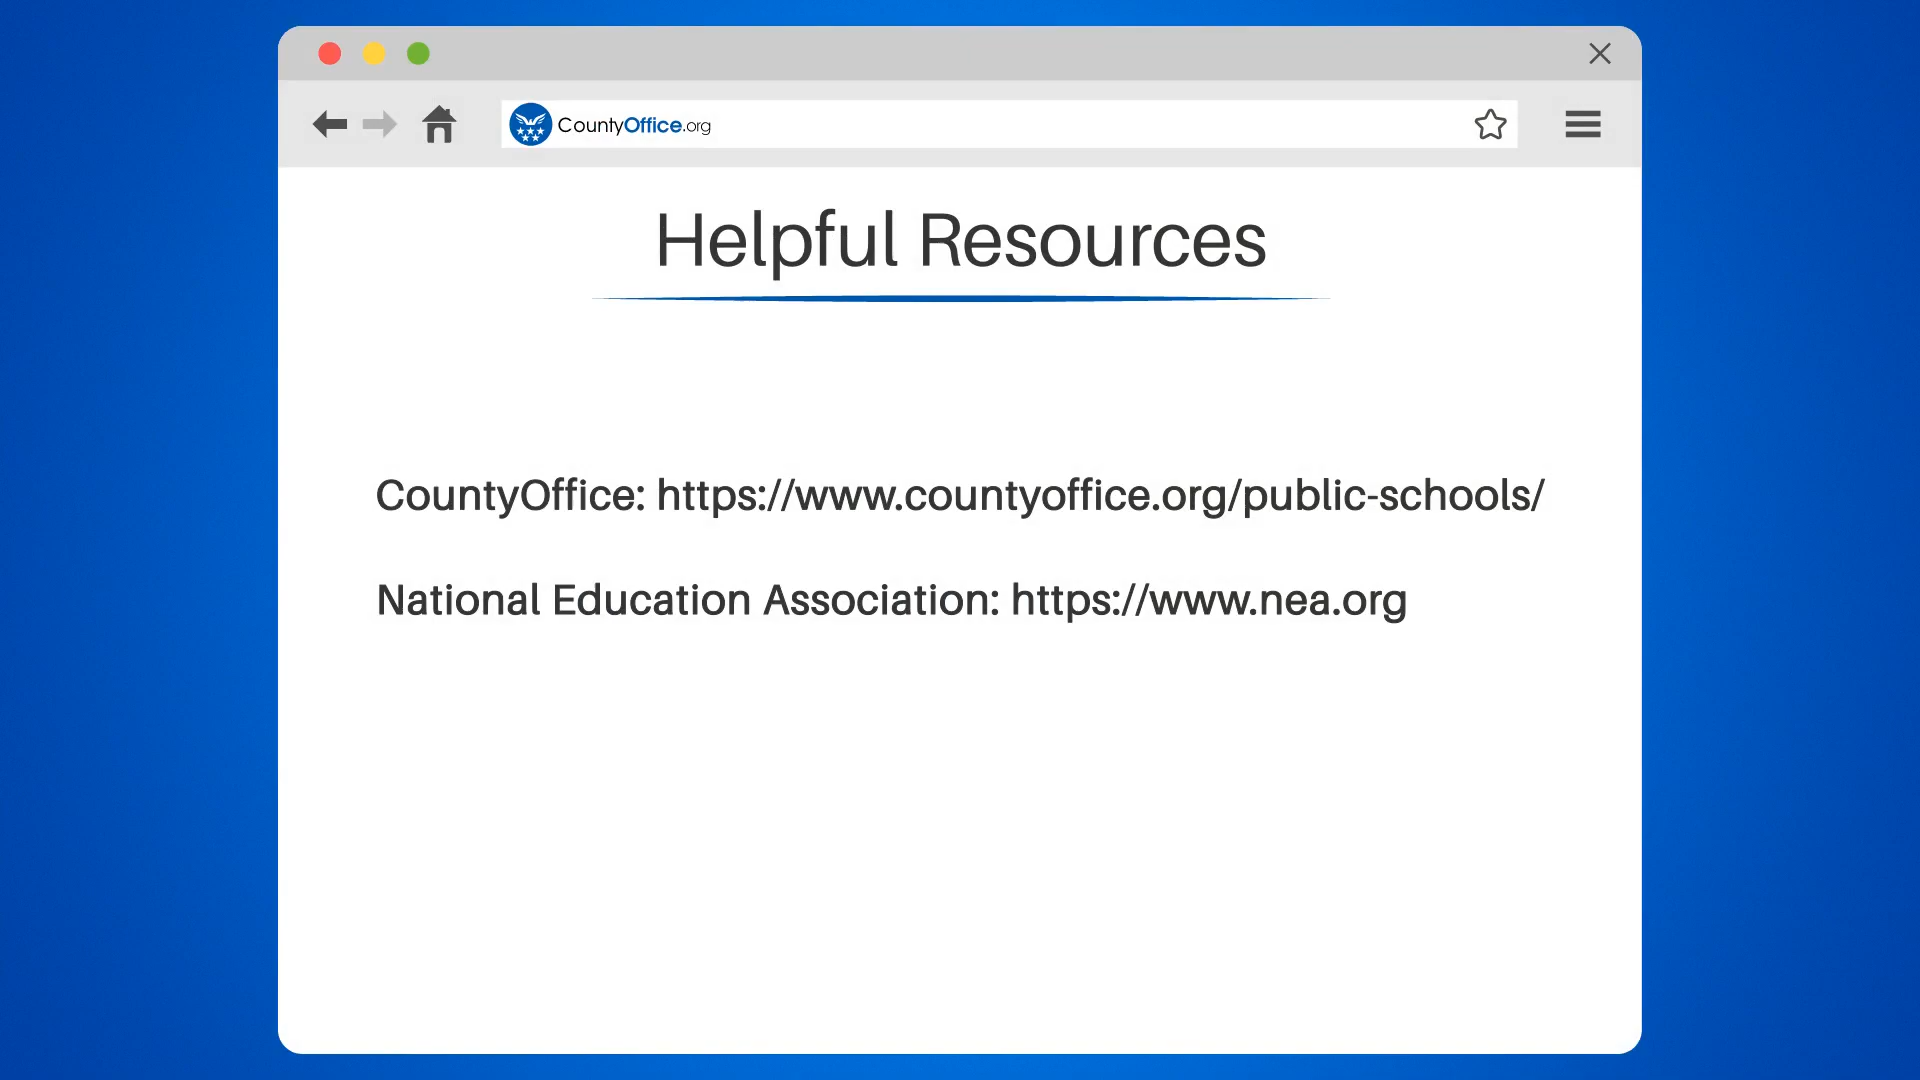 CountyOffice.org
Helpful Resources
CountyOffice: https://www.countyoffice.org/public-schools/
National Education Association: https://www.nea.org